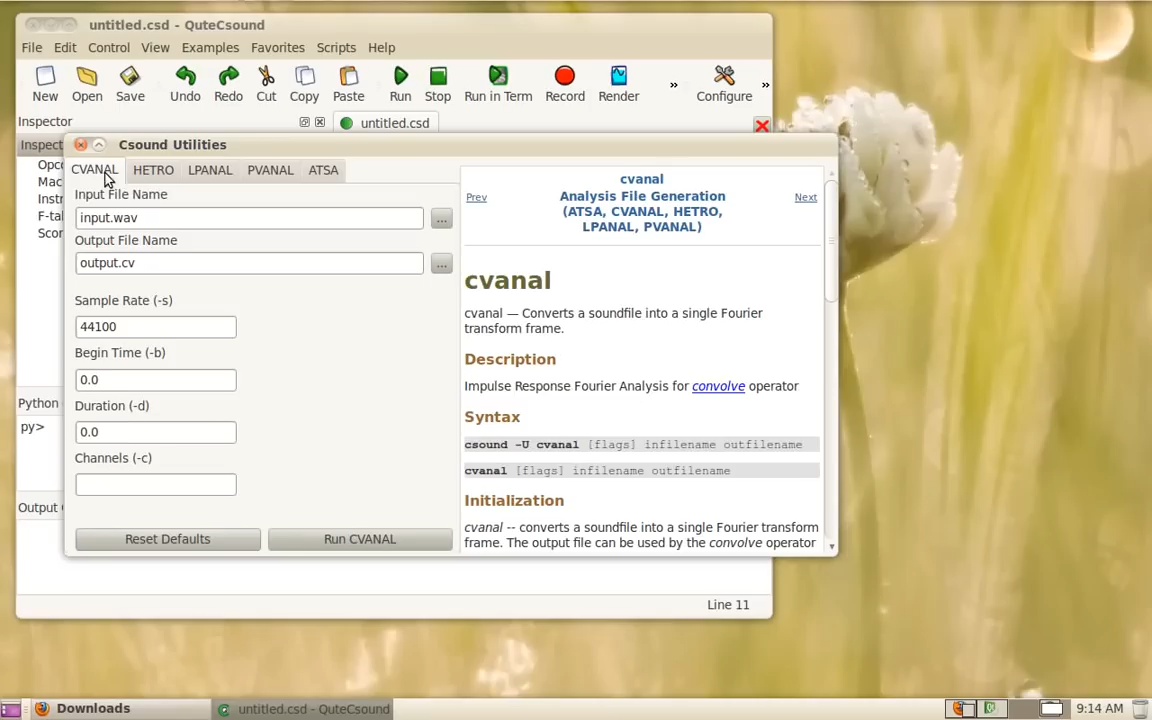 untitled.csd - QuteCsound
File Edit Control View Examples Favorites Scripts Help
New Open Save Undo Redo Cut Copy Paste Run Stop Run in Term Record Render » Configure »
Inspector
untitled.csd
Inspect
Csound Utilities
Opco
Mac
Instr
F-ta
Scor
CVANAL HETRO LPANAL PVANAL ATSA
Input File Name
input.wav
...
Output File Name
output.cv
...
Sample Rate (-s)
44100
Begin Time (-b)
0.0
Duration (-d)
0.0
Channels (-c)
Reset Defaults
Run CVANAL
cvanal
Prev
Analysis File Generation
Next
(ATSA, CVANAL, HETRO,
LPANAL, PVANAL)
cvanal
cvanal — Converts a soundfile into a single Fourier
transform frame.
Description
Impulse Response Fourier Analysis for convolve operator
Syntax
csound -U cvanal [flags] infilename outfilename
cvanal [flags] infilename outfilename
Initialization
cvanal -- converts a soundfile into a single Fourier transform
frame. The output file can be used by the convolve operator
Python
py>
Output
Line 11
Downloads
untitled.csd - QuteCsound
9:14 AM